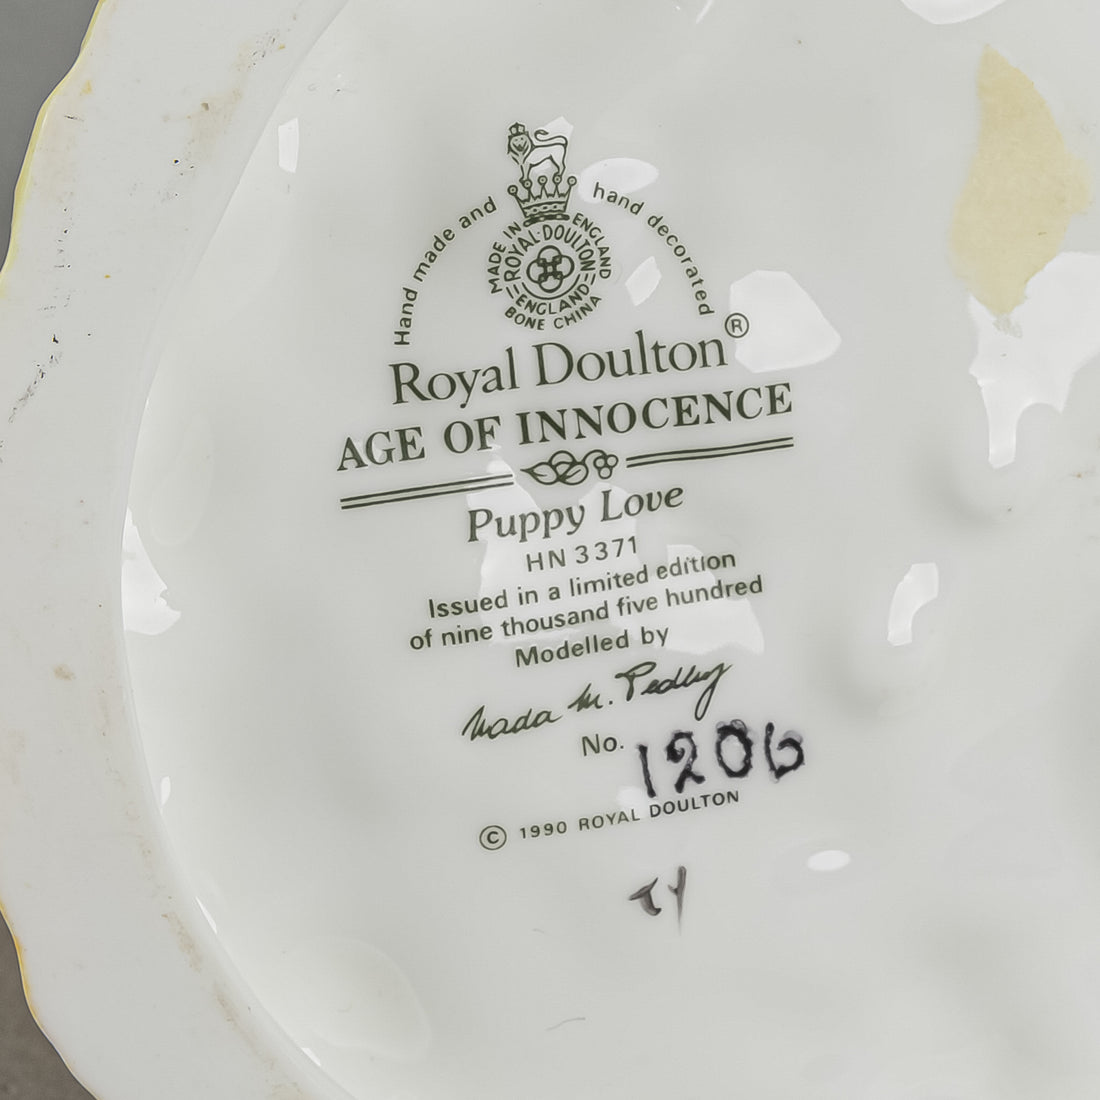 Hand made and hand decorated
MADE IN ENGLAND
ROYAL·DOULTON
ENGLAND
BONE CHINA
Royal Doulton®
AGE OF INNOCENCE
Puppy Love
HN 3371
Issued in a limited edition
of nine thousand five hundred
Modelled by
Nada M. Pedley
No. 1206
© 1990 ROYAL DOULTON